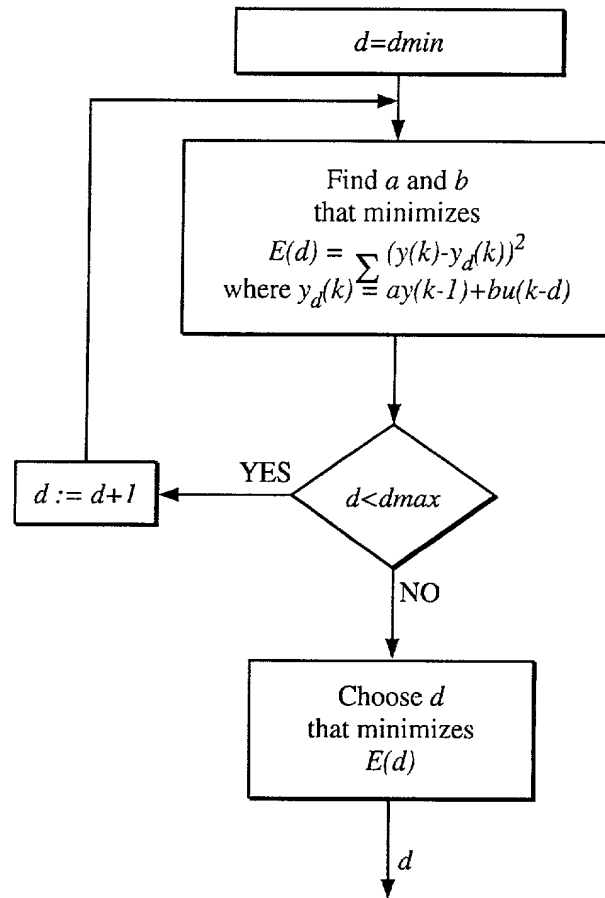 d=dmin
Find a and b
that minimizes
E(d) = ∑ (y(k)-y_d(k))²
where y_d(k) = ay(k-1)+bu(k-d)
YES
d := d+1
d<dmax
NO
Choose d
that minimizes
E(d)
d